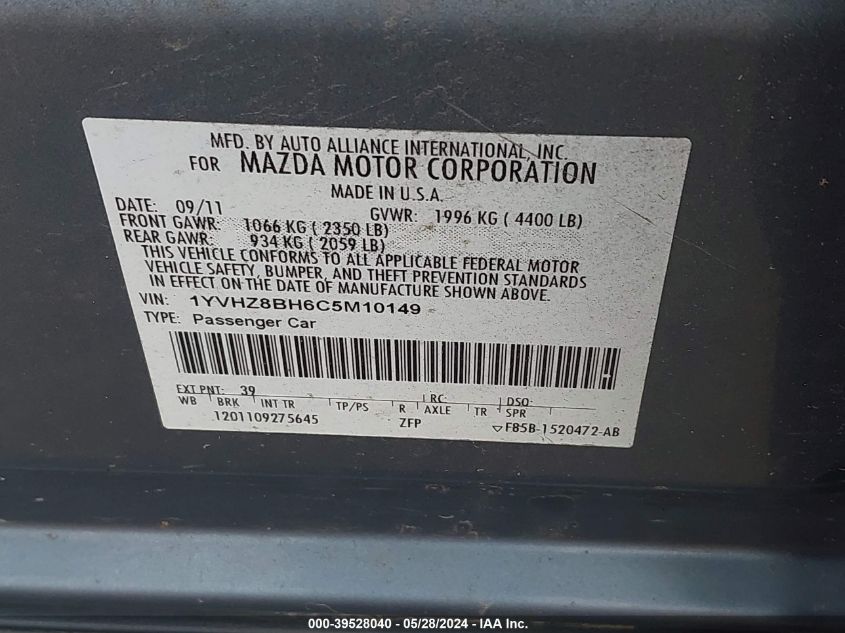 MFD. BY AUTO ALLIANCE INTERNATIONAL, INC.
FOR MAZDA MOTOR CORPORATION
MADE IN U.S.A.
DATE: 09/11 GVWR: 1996 KG ( 4400 LB)
FRONT GAWR: 1066 KG ( 2350 LB)
REAR GAWR: 934 KG ( 2059 LB)
THIS VEHICLE CONFORMS TO ALL APPLICABLE FEDERAL MOTOR
VEHICLE SAFETY, BUMPER, AND THEFT PREVENTION STANDARDS
IN EFFECT ON THE DATE OF MANUFACTURE SHOWN ABOVE.
VIN: 1YVHZ8BH6C5M10149
TYPE: Passenger Car
EXT PNT: 39 RC: DSO:
WB BRK INT TR TP/PS R AXLE TR SPR
1201109275645 ZFP F85B-1520472-AB
000-39528040 - 05/28/2024 - IAAI Inc.